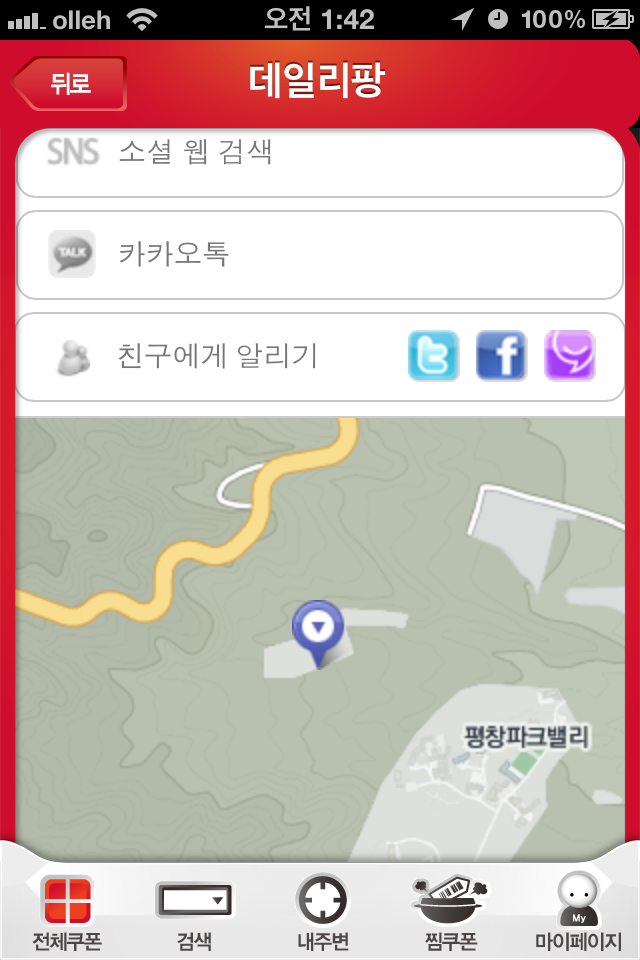 olleh 오전 1:42 100%
뒤로 데일리팡
SNS 소셜 웹 검색
TALK 카카오톡
친구에게 알리기
평창파크밸리
My
전체쿠폰 검색 내주변 찜쿠폰 마이페이지